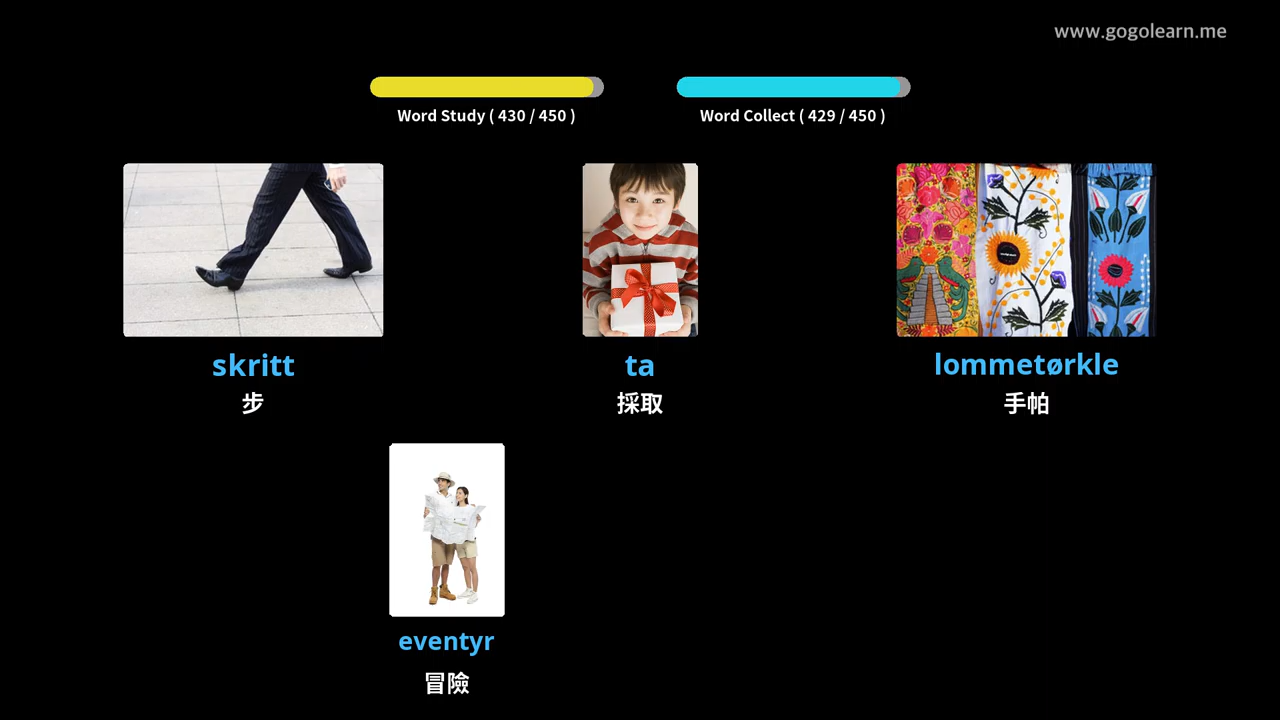 www.gogolearn.me
Word Study ( 430 / 450 )
Word Collect ( 429 / 450 )
skritt
步
ta
採取
lommetørkle
手帕
eventyr
冒險